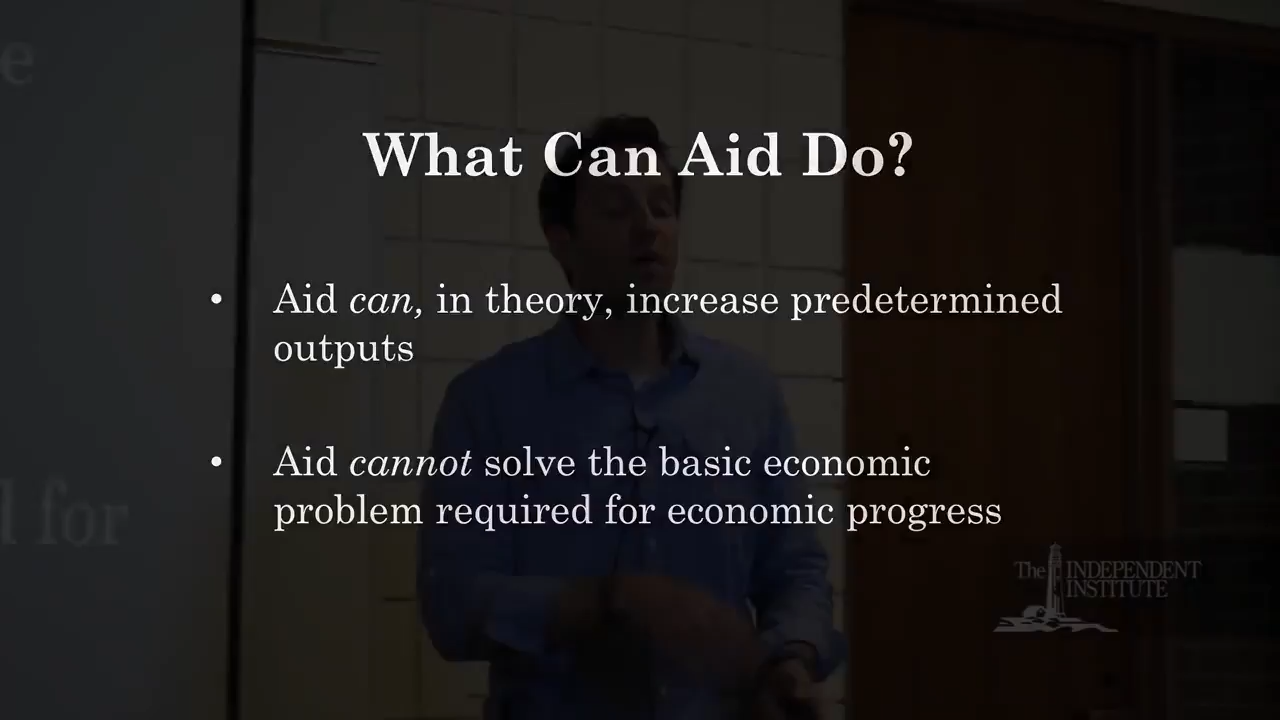 What Can Aid Do?
• Aid can, in theory, increase predetermined
outputs
• Aid cannot solve the basic economic
problem required for economic progress
e
for
The INDEPENDENT
INSTITUTE